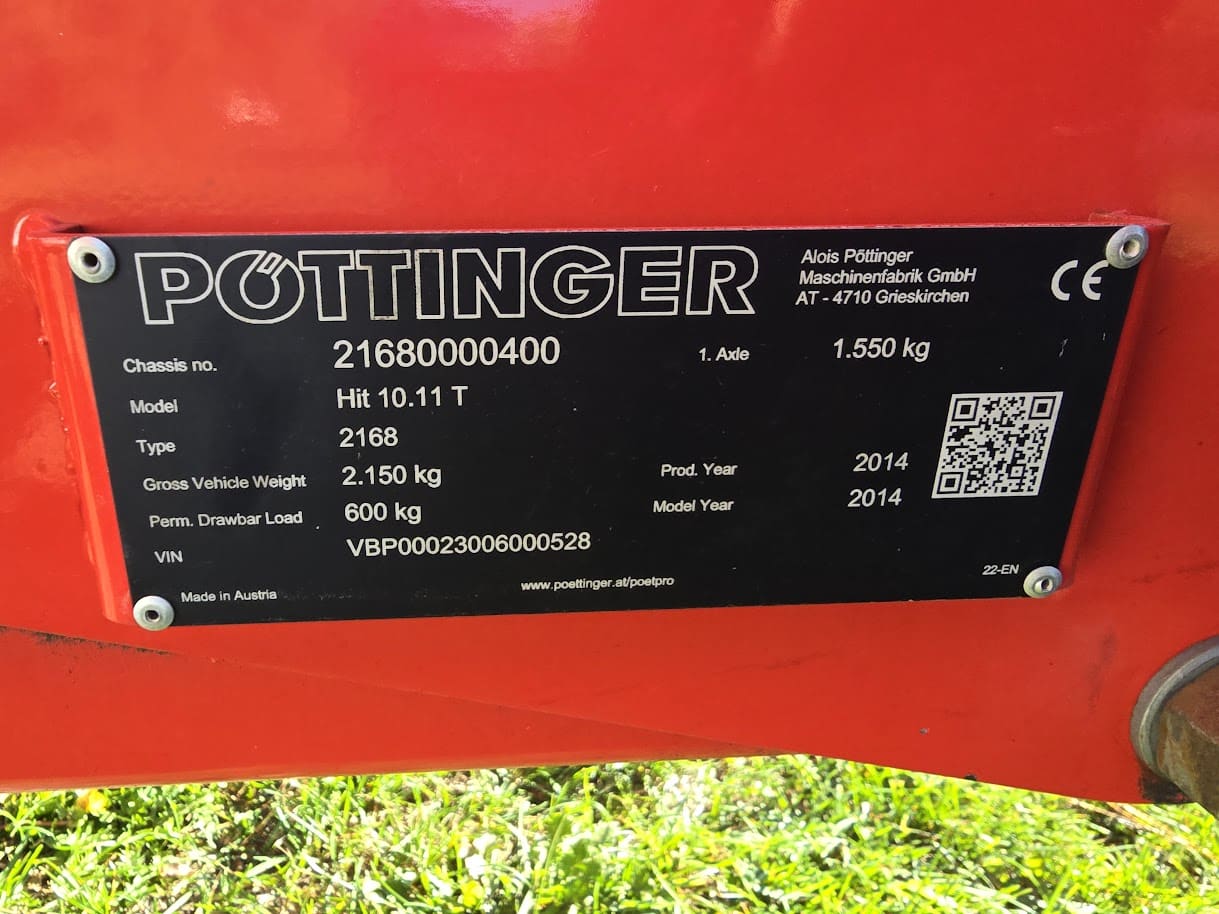 PÖTTINGER
Alois Pöttinger
Maschinenfabrik GmbH
AT - 4710 Grieskirchen
CE
Chassis no. 21680000400 1. Axle 1.550 kg
Model Hit 10.11 T
Type 2168
Gross Vehicle Weight 2.150 kg Prod. Year 2014
Perm. Drawbar Load 600 kg Model Year 2014
VIN VBP00023006000528
Made in Austria www.poettinger.at/poetpro 22-EN